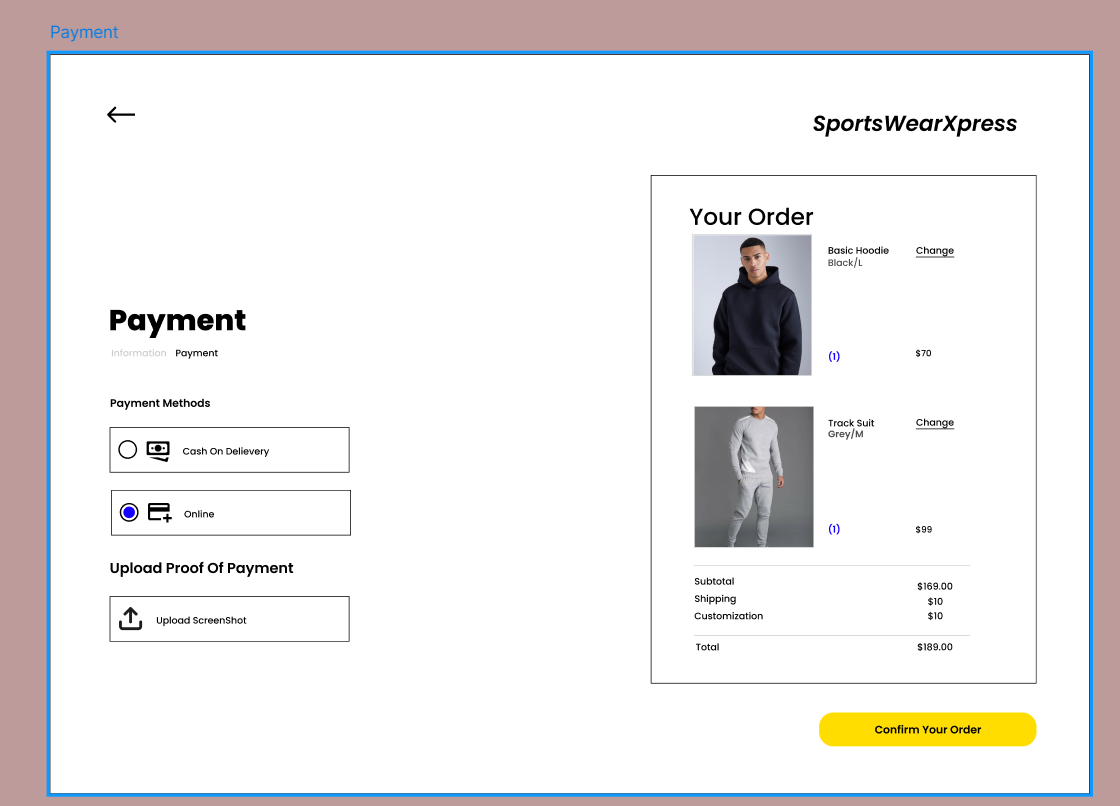 Payment
SportsWearXpress
Payment
Information Payment
Payment Methods
Cash On Delievery
Online
Upload Proof Of Payment
Upload ScreenShot
Your Order
Basic Hoodie Change
Black/L
(1) $70
Track Suit Change
Grey/M
(1) $99
Subtotal $169.00
Shipping $10
Customization $10
Total $189.00
Confirm Your Order